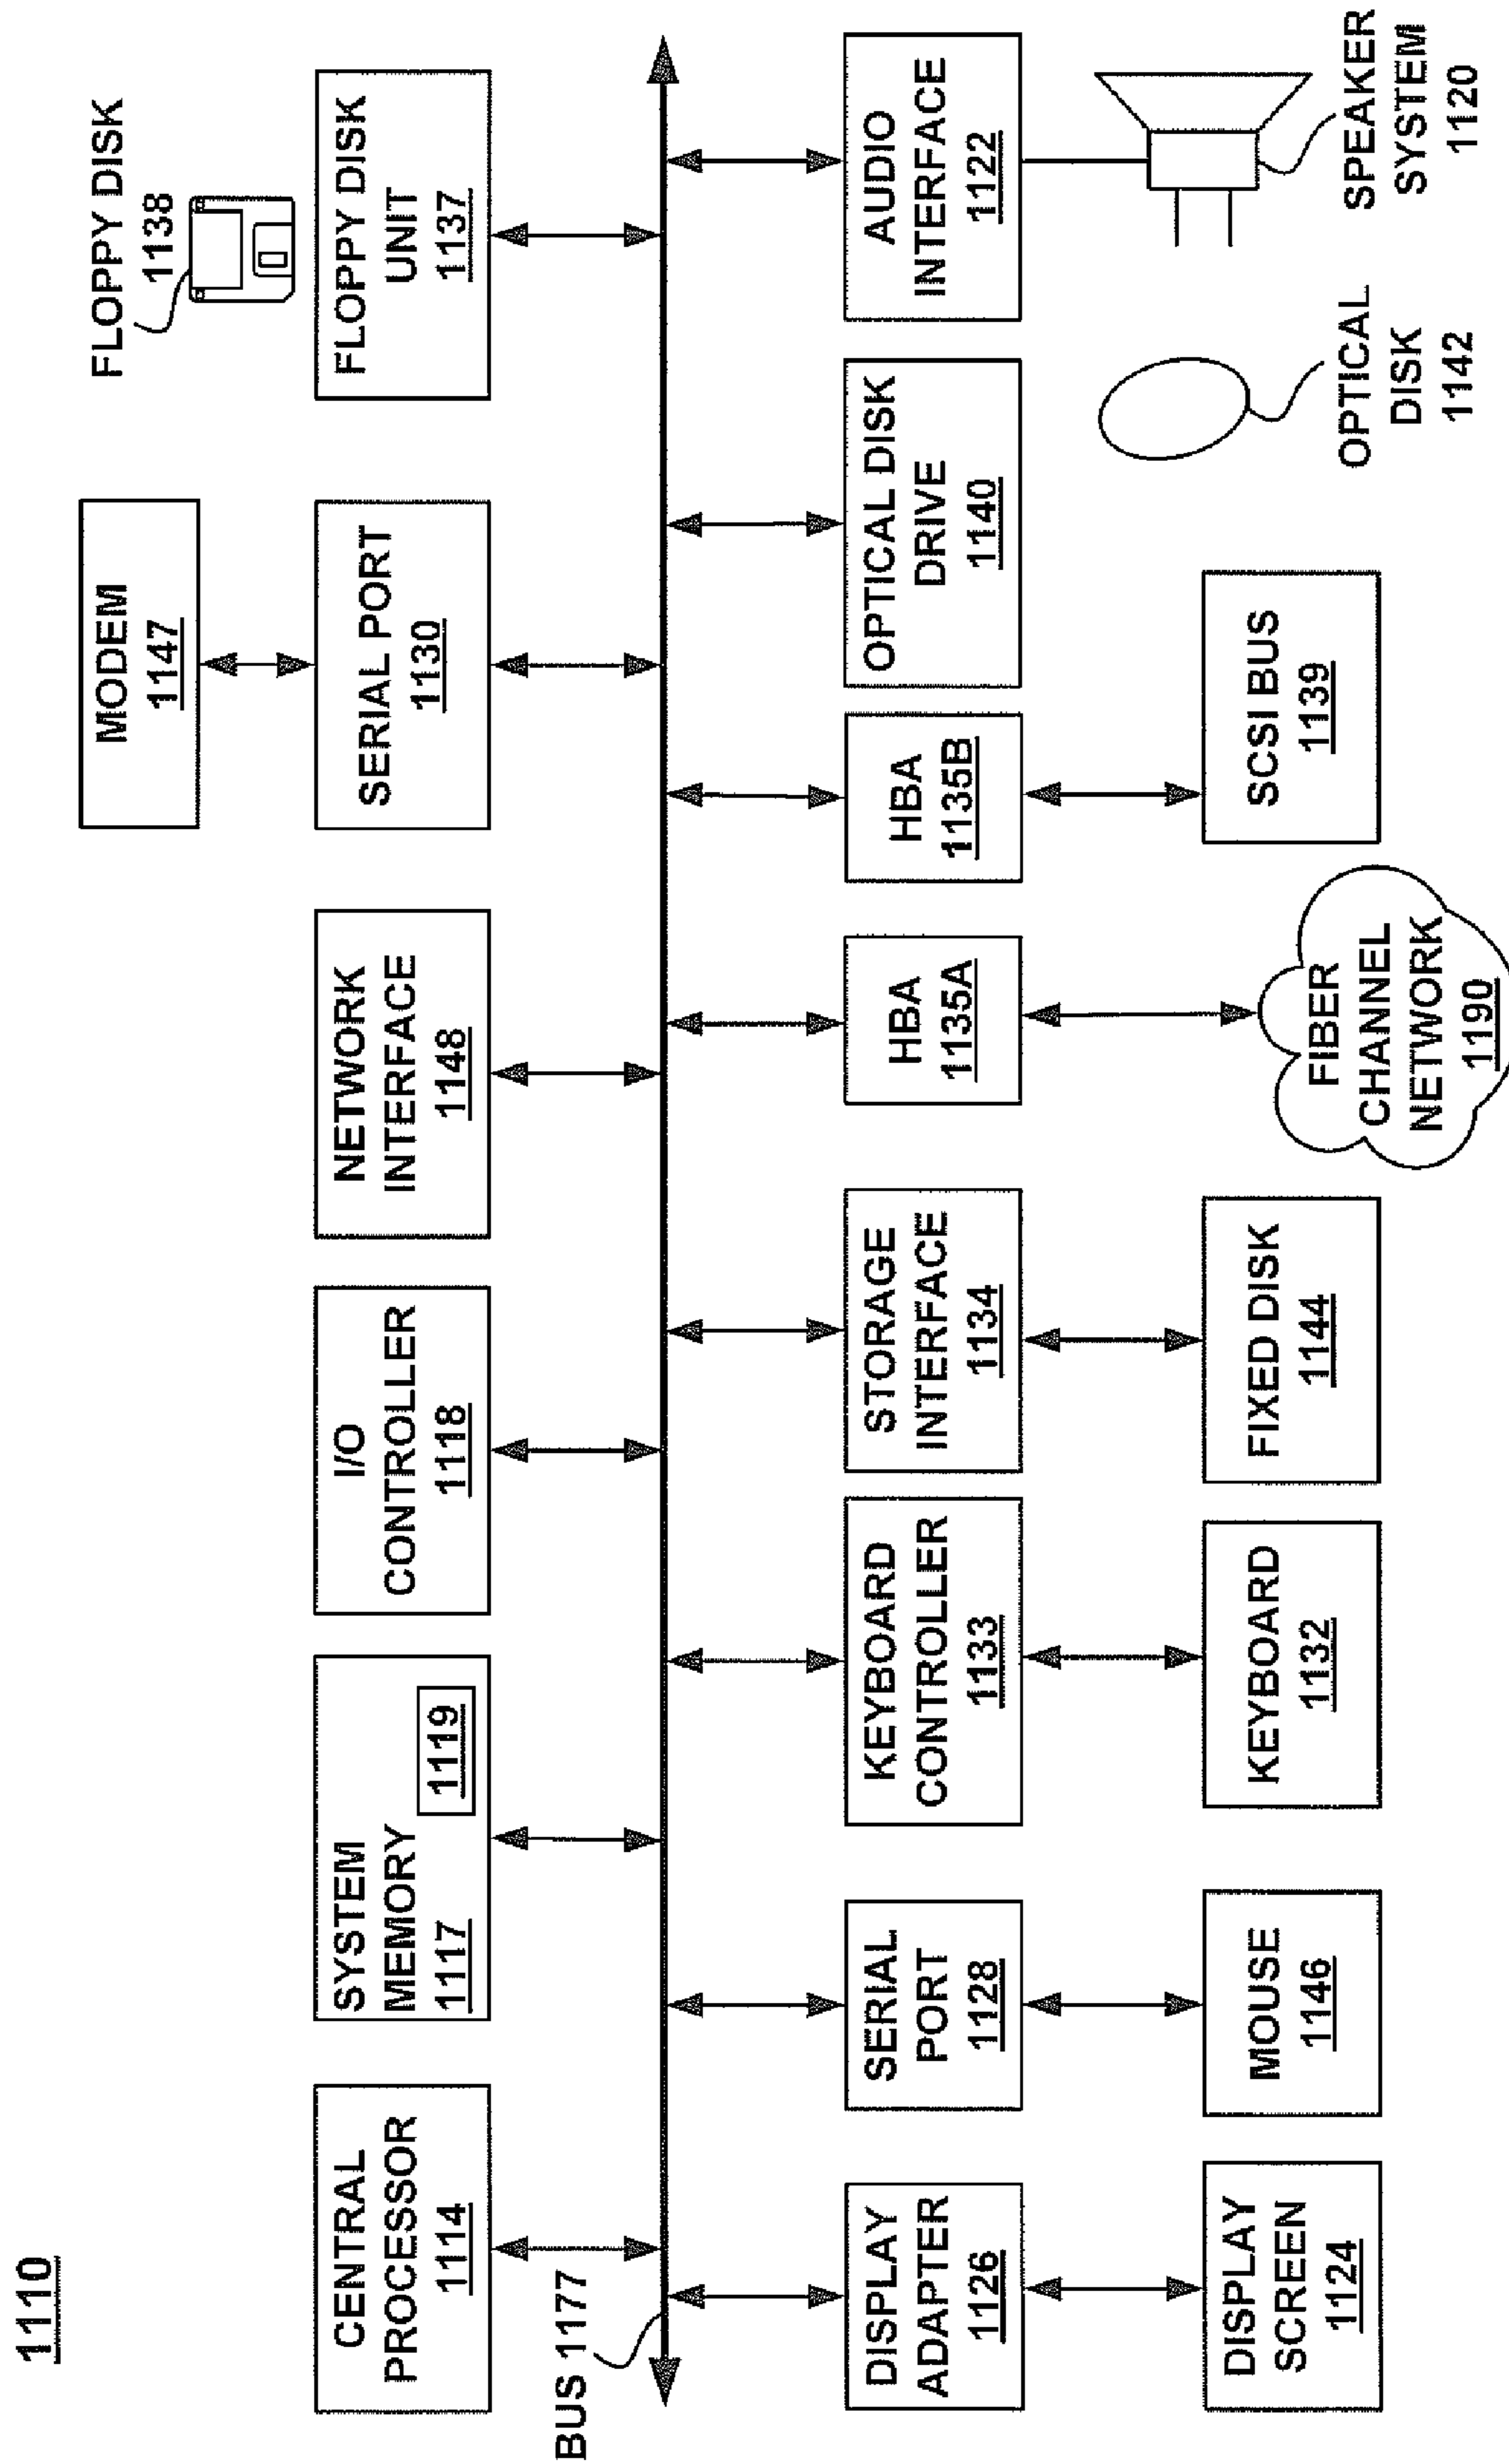 1110
FLOPPY DISK
1138
MODEM
1147
CENTRAL
PROCESSOR
1114
SYSTEM
MEMORY
1117
1119
I/O
CONTROLLER
1118
NETWORK
INTERFACE
1148
SERIAL PORT
1130
FLOPPY DISK
UNIT
1137
BUS 1177
DISPLAY
ADAPTER
1126
SERIAL
PORT
1128
KEYBOARD
CONTROLLER
1133
STORAGE
INTERFACE
1134
HBA
1135A
HBA
1135B
OPTICAL DISK
DRIVE
1140
AUDIO
INTERFACE
1122
DISPLAY
SCREEN
1124
MOUSE
1146
KEYBOARD
1132
FIXED DISK
1144
FIBER
CHANNEL
NETWORK
1190
SCSI BUS
1139
OPTICAL
DISK
1142
SPEAKER
SYSTEM
1120